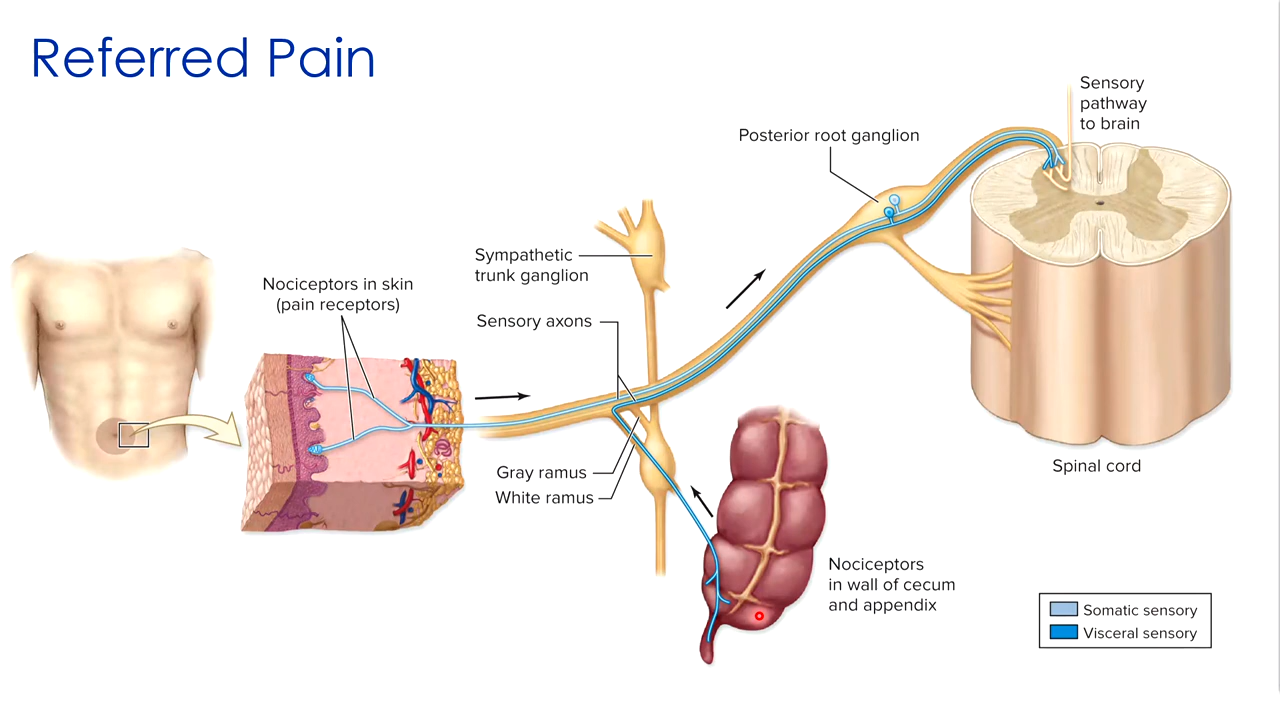 Referred Pain
Sensory
pathway
to brain
Posterior root ganglion
Sympathetic
trunk ganglion
Nociceptors in skin
(pain receptors)
Sensory axons
Gray ramus
White ramus
Spinal cord
Nociceptors
in wall of cecum
and appendix
Somatic sensory
Visceral sensory